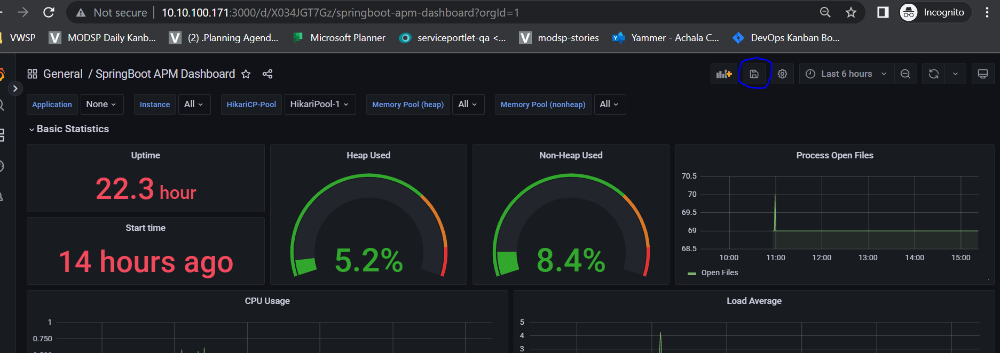 Not secure 10.10.100.171:3000/d/X034JGT7Gz/springboot-apm-dashboard?orgId=1 Incognito
VWSP MODSP Daily Kanb... (2) .Planning Agend... Microsoft Planner serviceportlet-qa <... modsp-stories Yammer - Achala C... DevOps Kanban Bo...
General / SpringBoot APM Dashboard Last 6 hours
Application None Instance All HikariCP-Pool HikariPool-1 Memory Pool (heap) All Memory Pool (nonheap) All
Basic Statistics
Uptime
22.3 hour
Start time
14 hours ago
Heap Used
5.2%
Non-Heap Used
8.4%
Process Open Files
70.5
70
69.5
69
68.5
10:00 11:00 12:00 13:00 14:00 15:00
Open Files
CPU Usage
1
0.750
Load Average
5
4
3